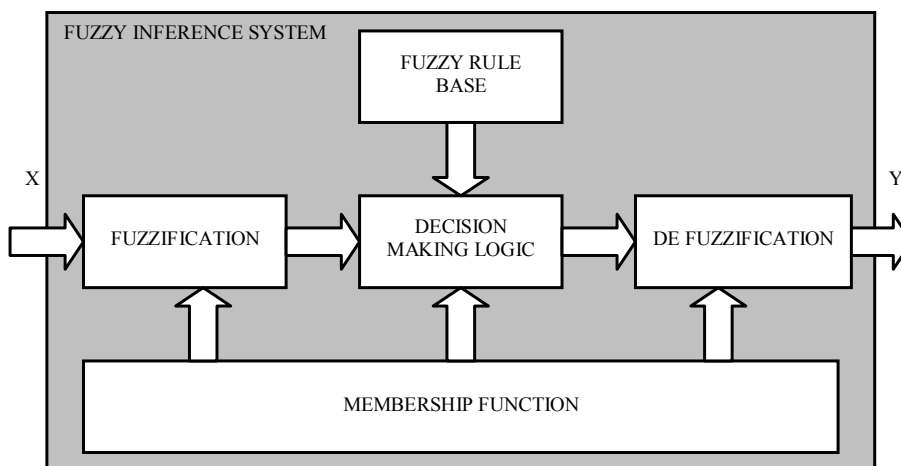 FUZZY INFERENCE SYSTEM
FUZZY RULE
BASE
X
Y
FUZZIFICATION
DECISION
MAKING LOGIC
DE FUZZIFICATION
MEMBERSHIP FUNCTION